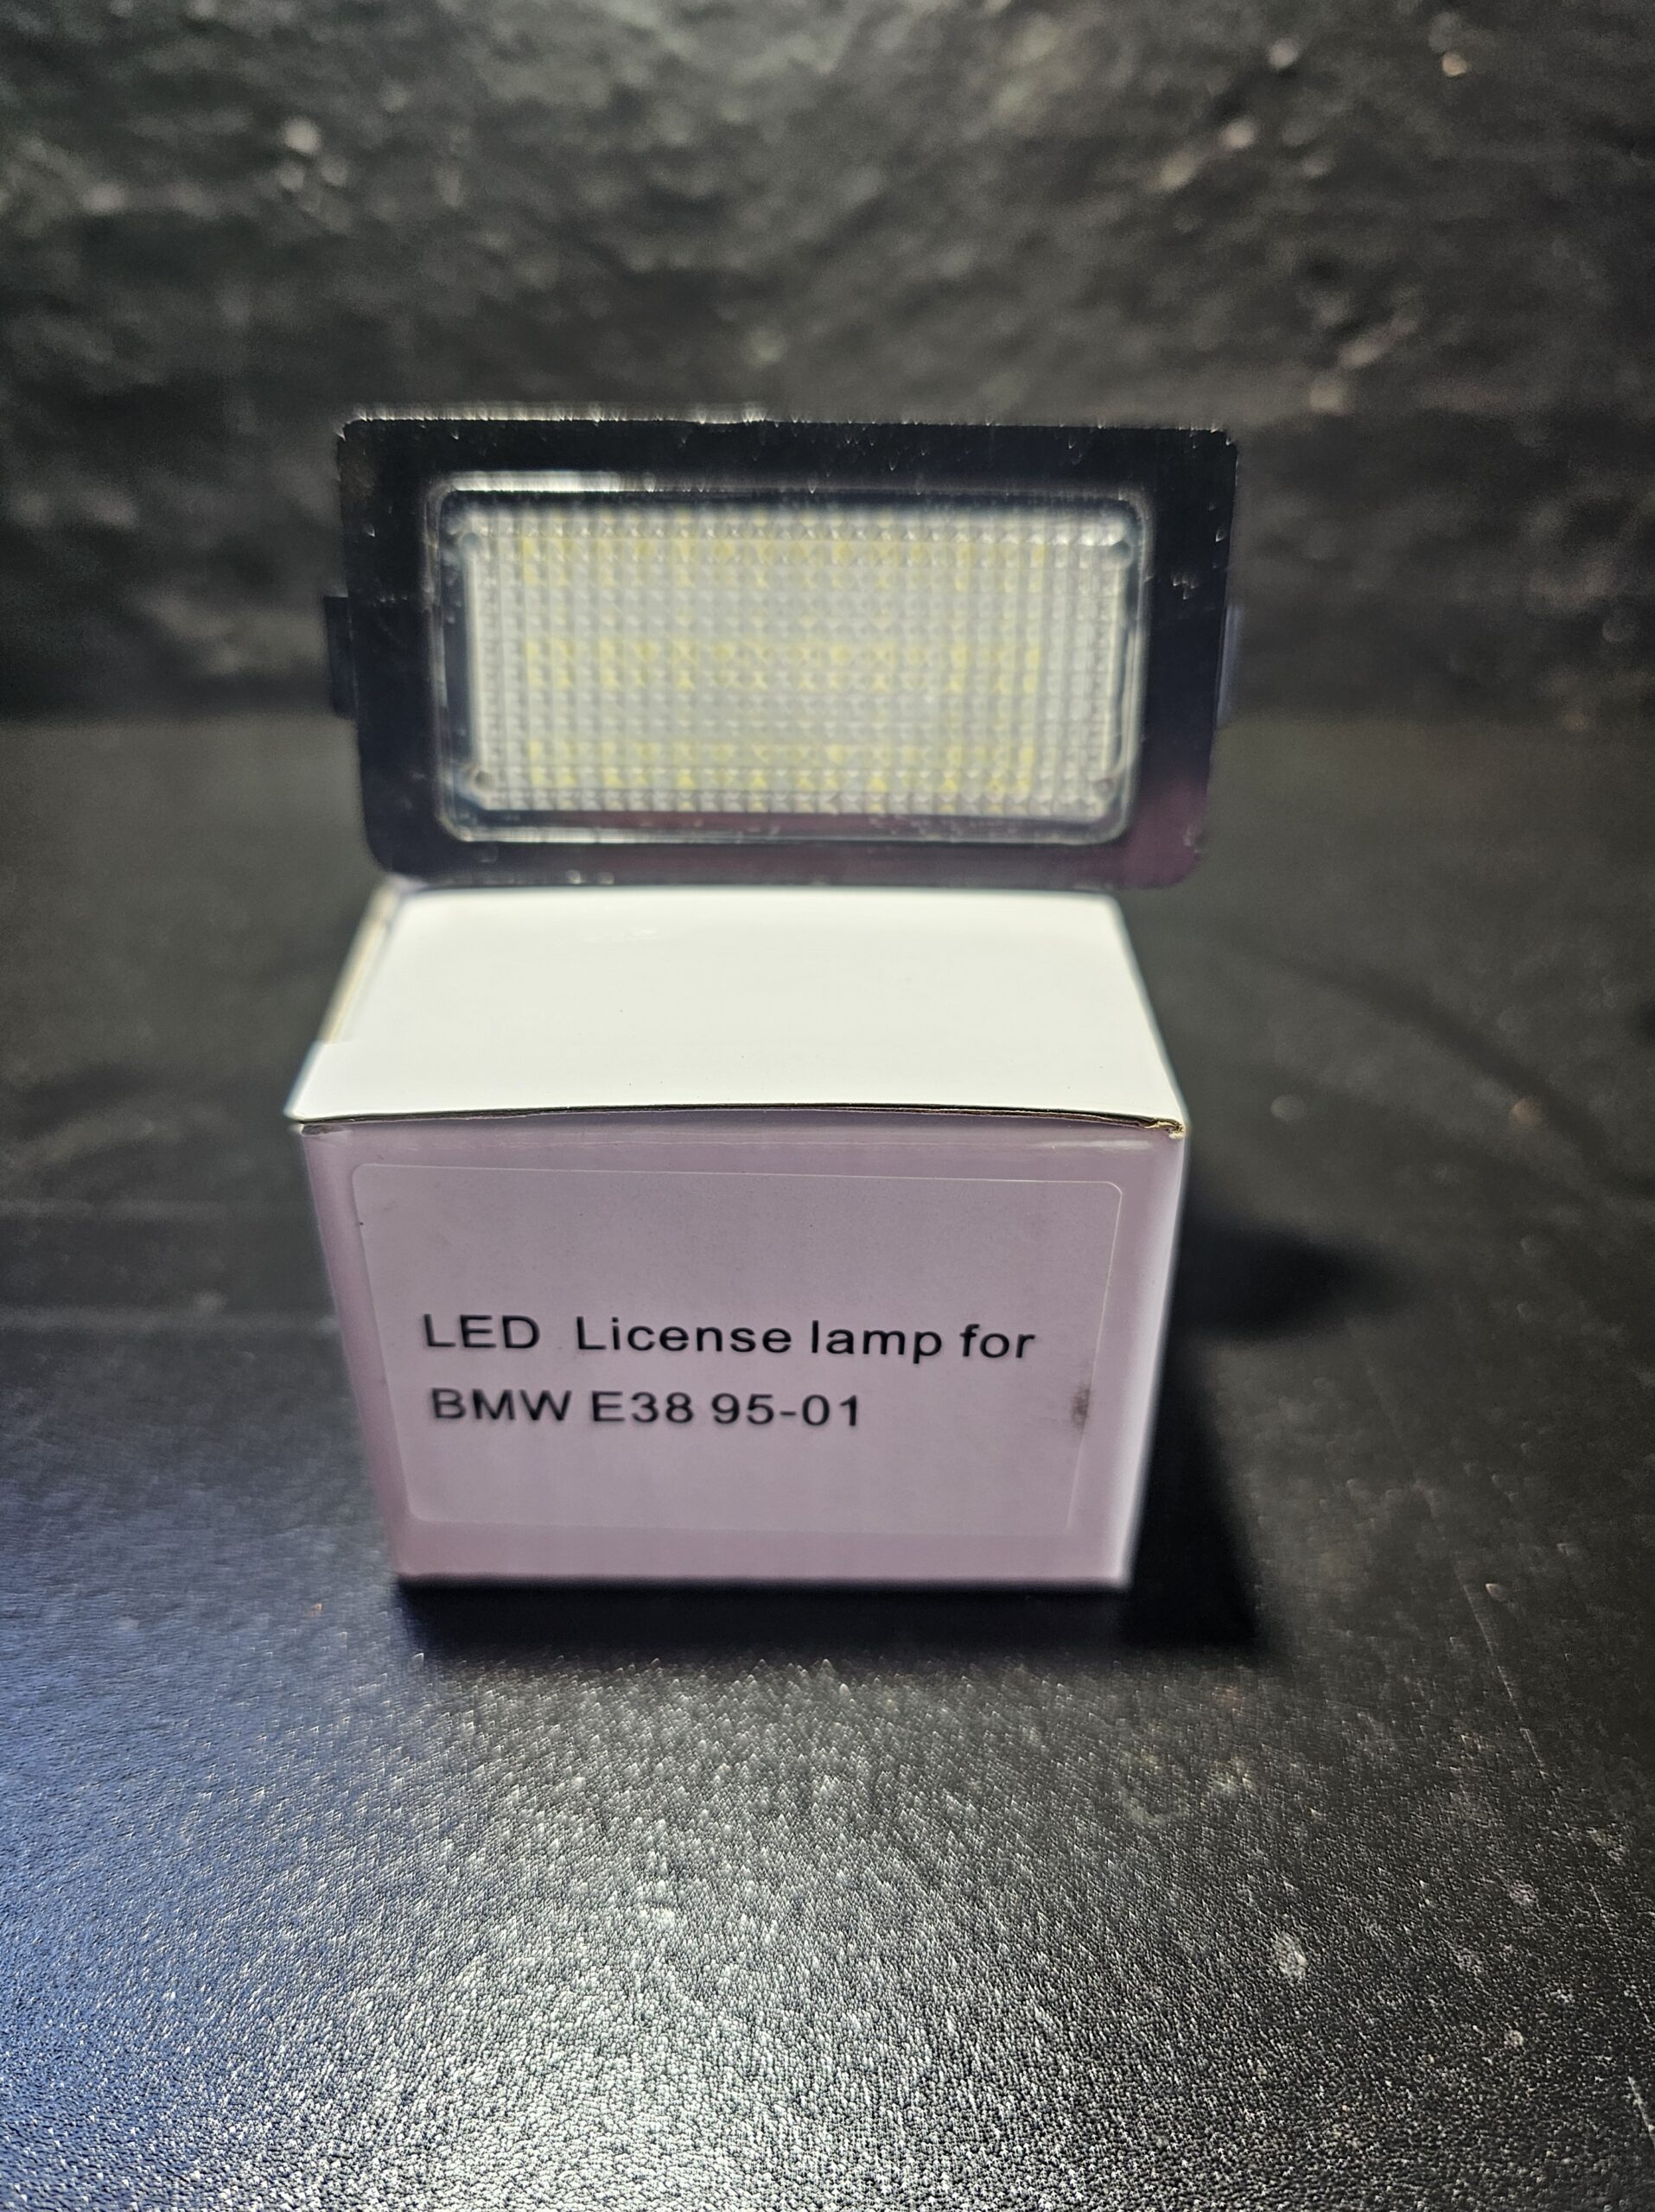 LED License lamp for
BMW E38 95-01